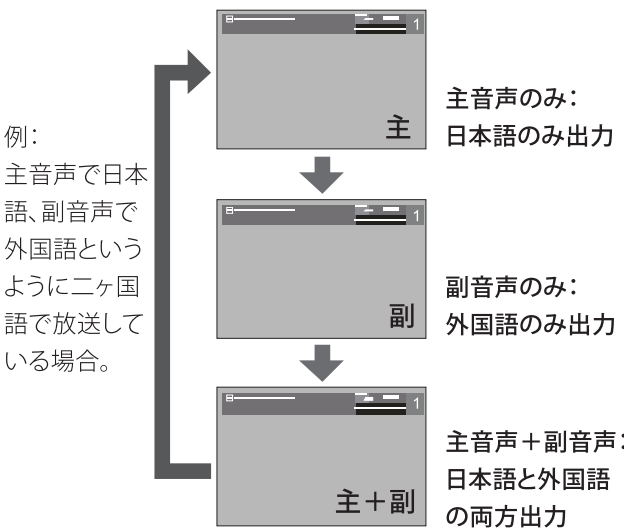 例：
主音声で日本
語、副音声で
外国語という
ように二ヶ国
語で放送して
いる場合。
1
主
主音声のみ：
日本語のみ出力
1
副
副音声のみ：
外国語のみ出力
1
主＋副
主音声＋副音声：
日本語と外国語
の両方出力